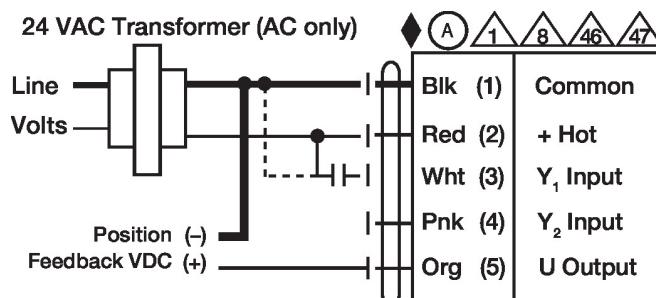 24 VAC Transformer (AC only)
A 1 8 46 47
Line
Volts
Blk (1) Common
Red (2) + Hot
Wht (3) Y1 Input
Pnk (4) Y2 Input
Org (5) U Output
Position (–)
Feedback VDC (+)